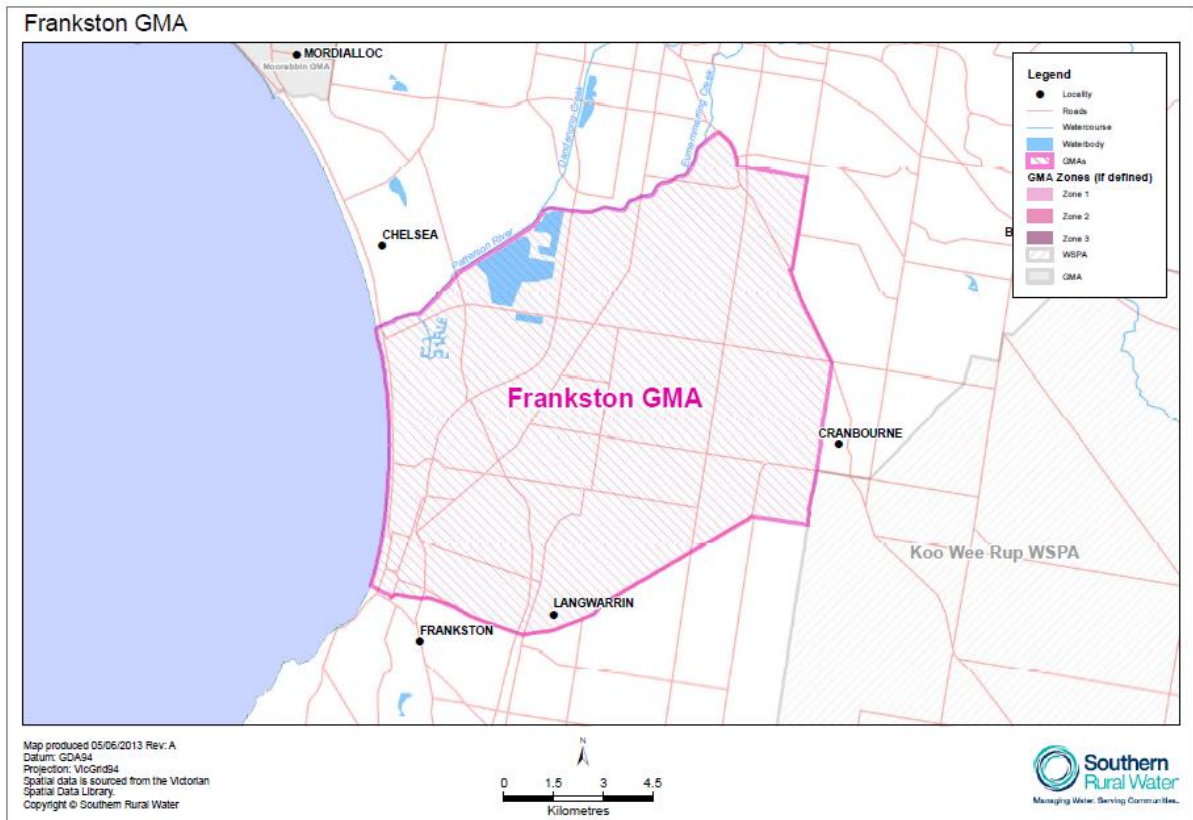 Frankston GMA
MORDIALLOC
Moorabbin GMA
Dandenong Creek
Eumemmerring Creek
CHELSEA
Patterson River
Frankston GMA
CRANBOURNE
Koo Wee Rup WSPA
LANGWARRIN
FRANKSTON
B
Legend
Locality
Roads
Watercourse
Waterbody
GMAs
GMA Zones (if defined)
Zone 1
Zone 2
Zone 3
WSPA
GMA
Map produced 05/06/2013 Rev: A
Datum: GDA94
Projection: VicGrid94
Spatial data is sourced from the Victorian
Spatial Data Library.
Copyright © Southern Rural Water
N
0 1.5 3 4.5
Kilometres
Southern
Rural Water
Managing Water. Serving Communities.